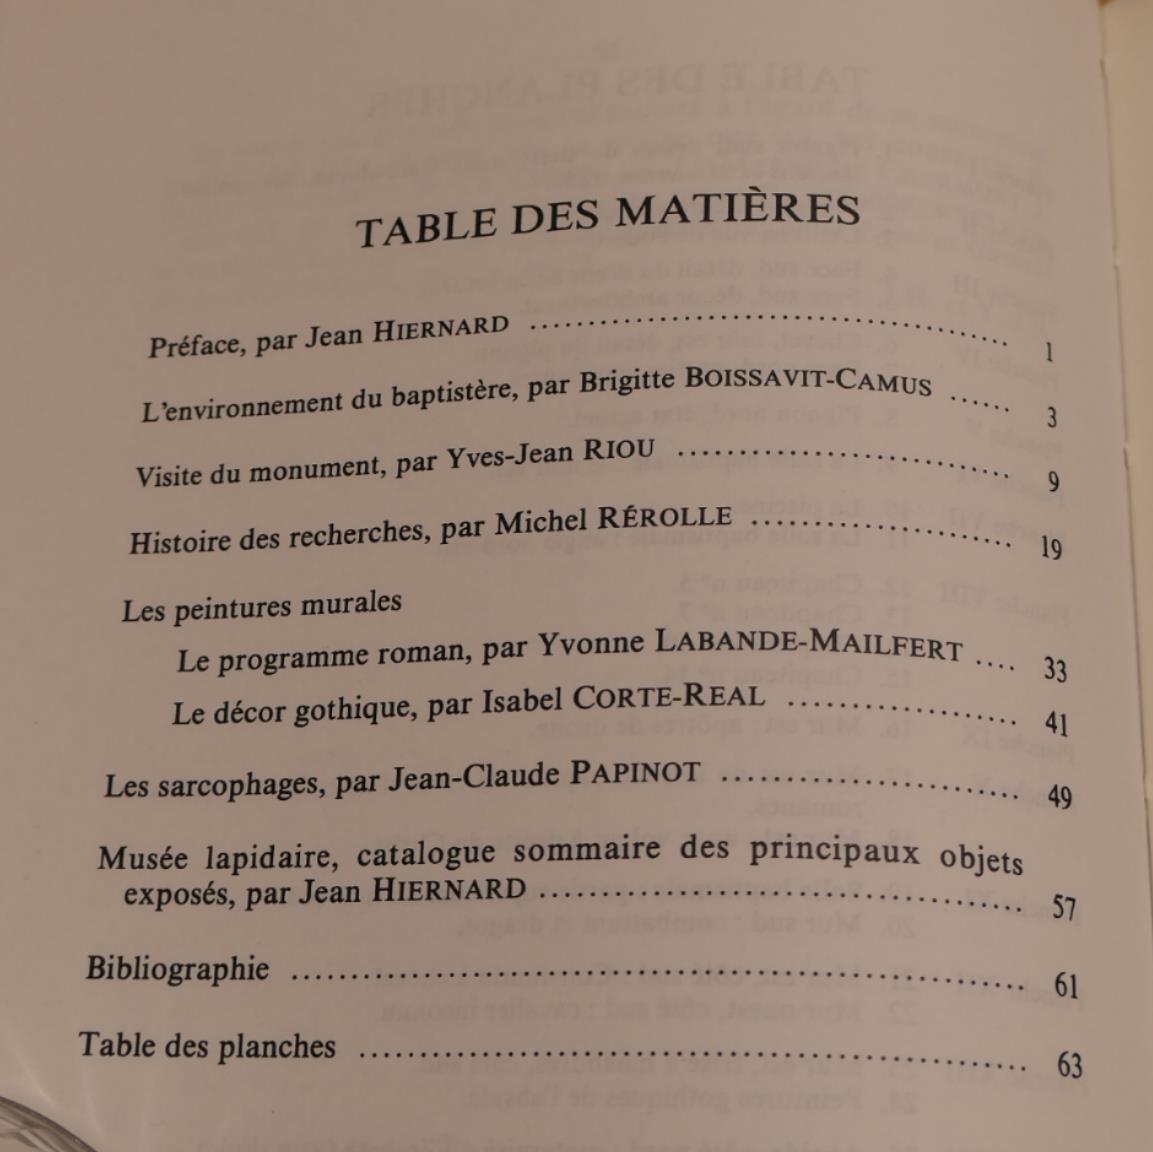 TABLE DES MATIÈRES
Préface, par Jean HIERNARD ........................................ 1
L'environnement du baptistère, par Brigitte BOISSAVIT-CAMUS ...... 3
Visite du monument, par Yves-Jean RIOU .............................. 9
Histoire des recherches, par Michel RÉROLLE ........................ 19
Les peintures murales
Le programme roman, par Yvonne LABANDE-MAILFERT .... 33
Le décor gothique, par Isabel CORTE-REAL .................... 41
Les sarcophages, par Jean-Claude PAPINOT ......................... 49
Musée lapidaire, catalogue sommaire des principaux objets
exposés, par Jean HIERNARD ........................................ 57
Bibliographie ............................................................ 61
Table des planches ..................................................... 63